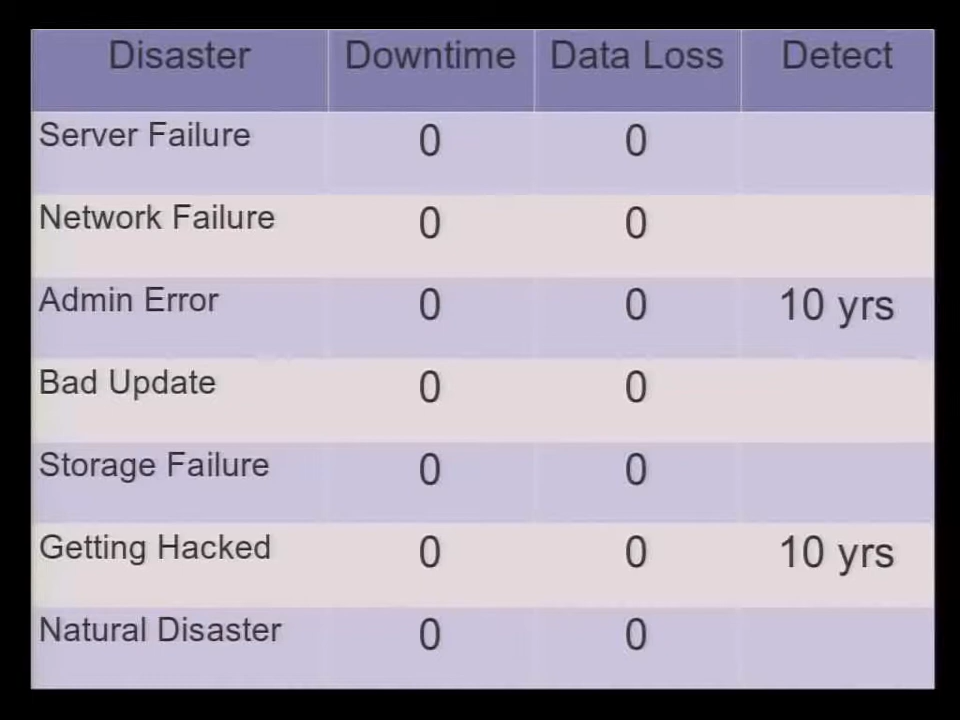 Disaster Downtime Data Loss Detect
Server Failure 0 0
Network Failure 0 0
Admin Error 0 0 10 yrs
Bad Update 0 0
Storage Failure 0 0
Getting Hacked 0 0 10 yrs
Natural Disaster 0 0